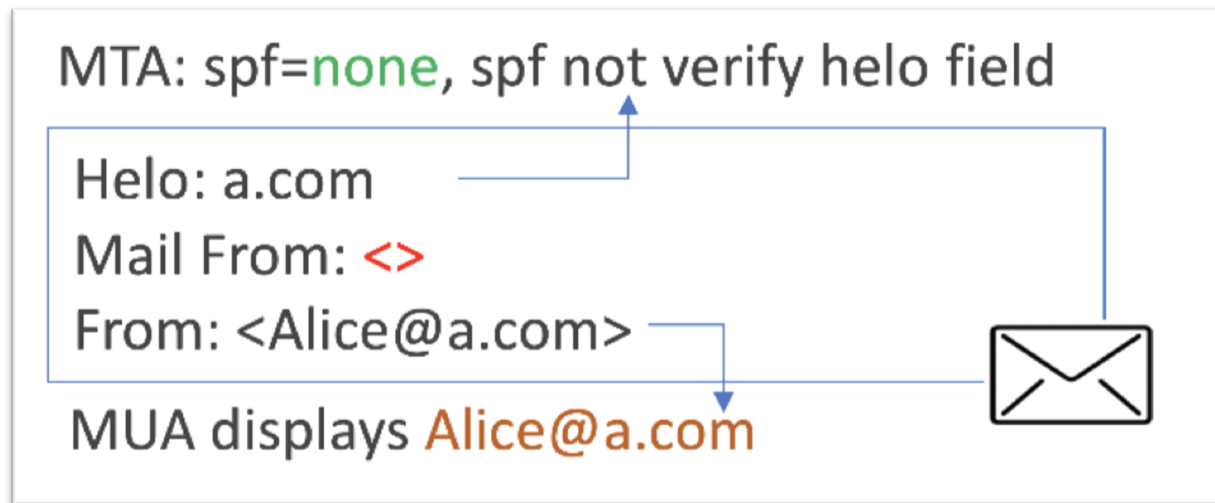 MTA: spf=none, spf not verify helo field
Helo: a.com
Mail From: <>
From: <Alice@a.com>
MUA displays Alice@a.com